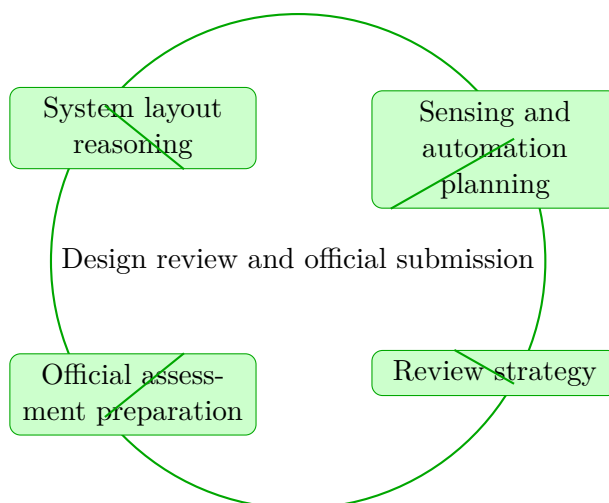 System layout
reasoning
Sensing and
automation
planning
Design review and official submission
Official assess-
ment preparation
Review strategy